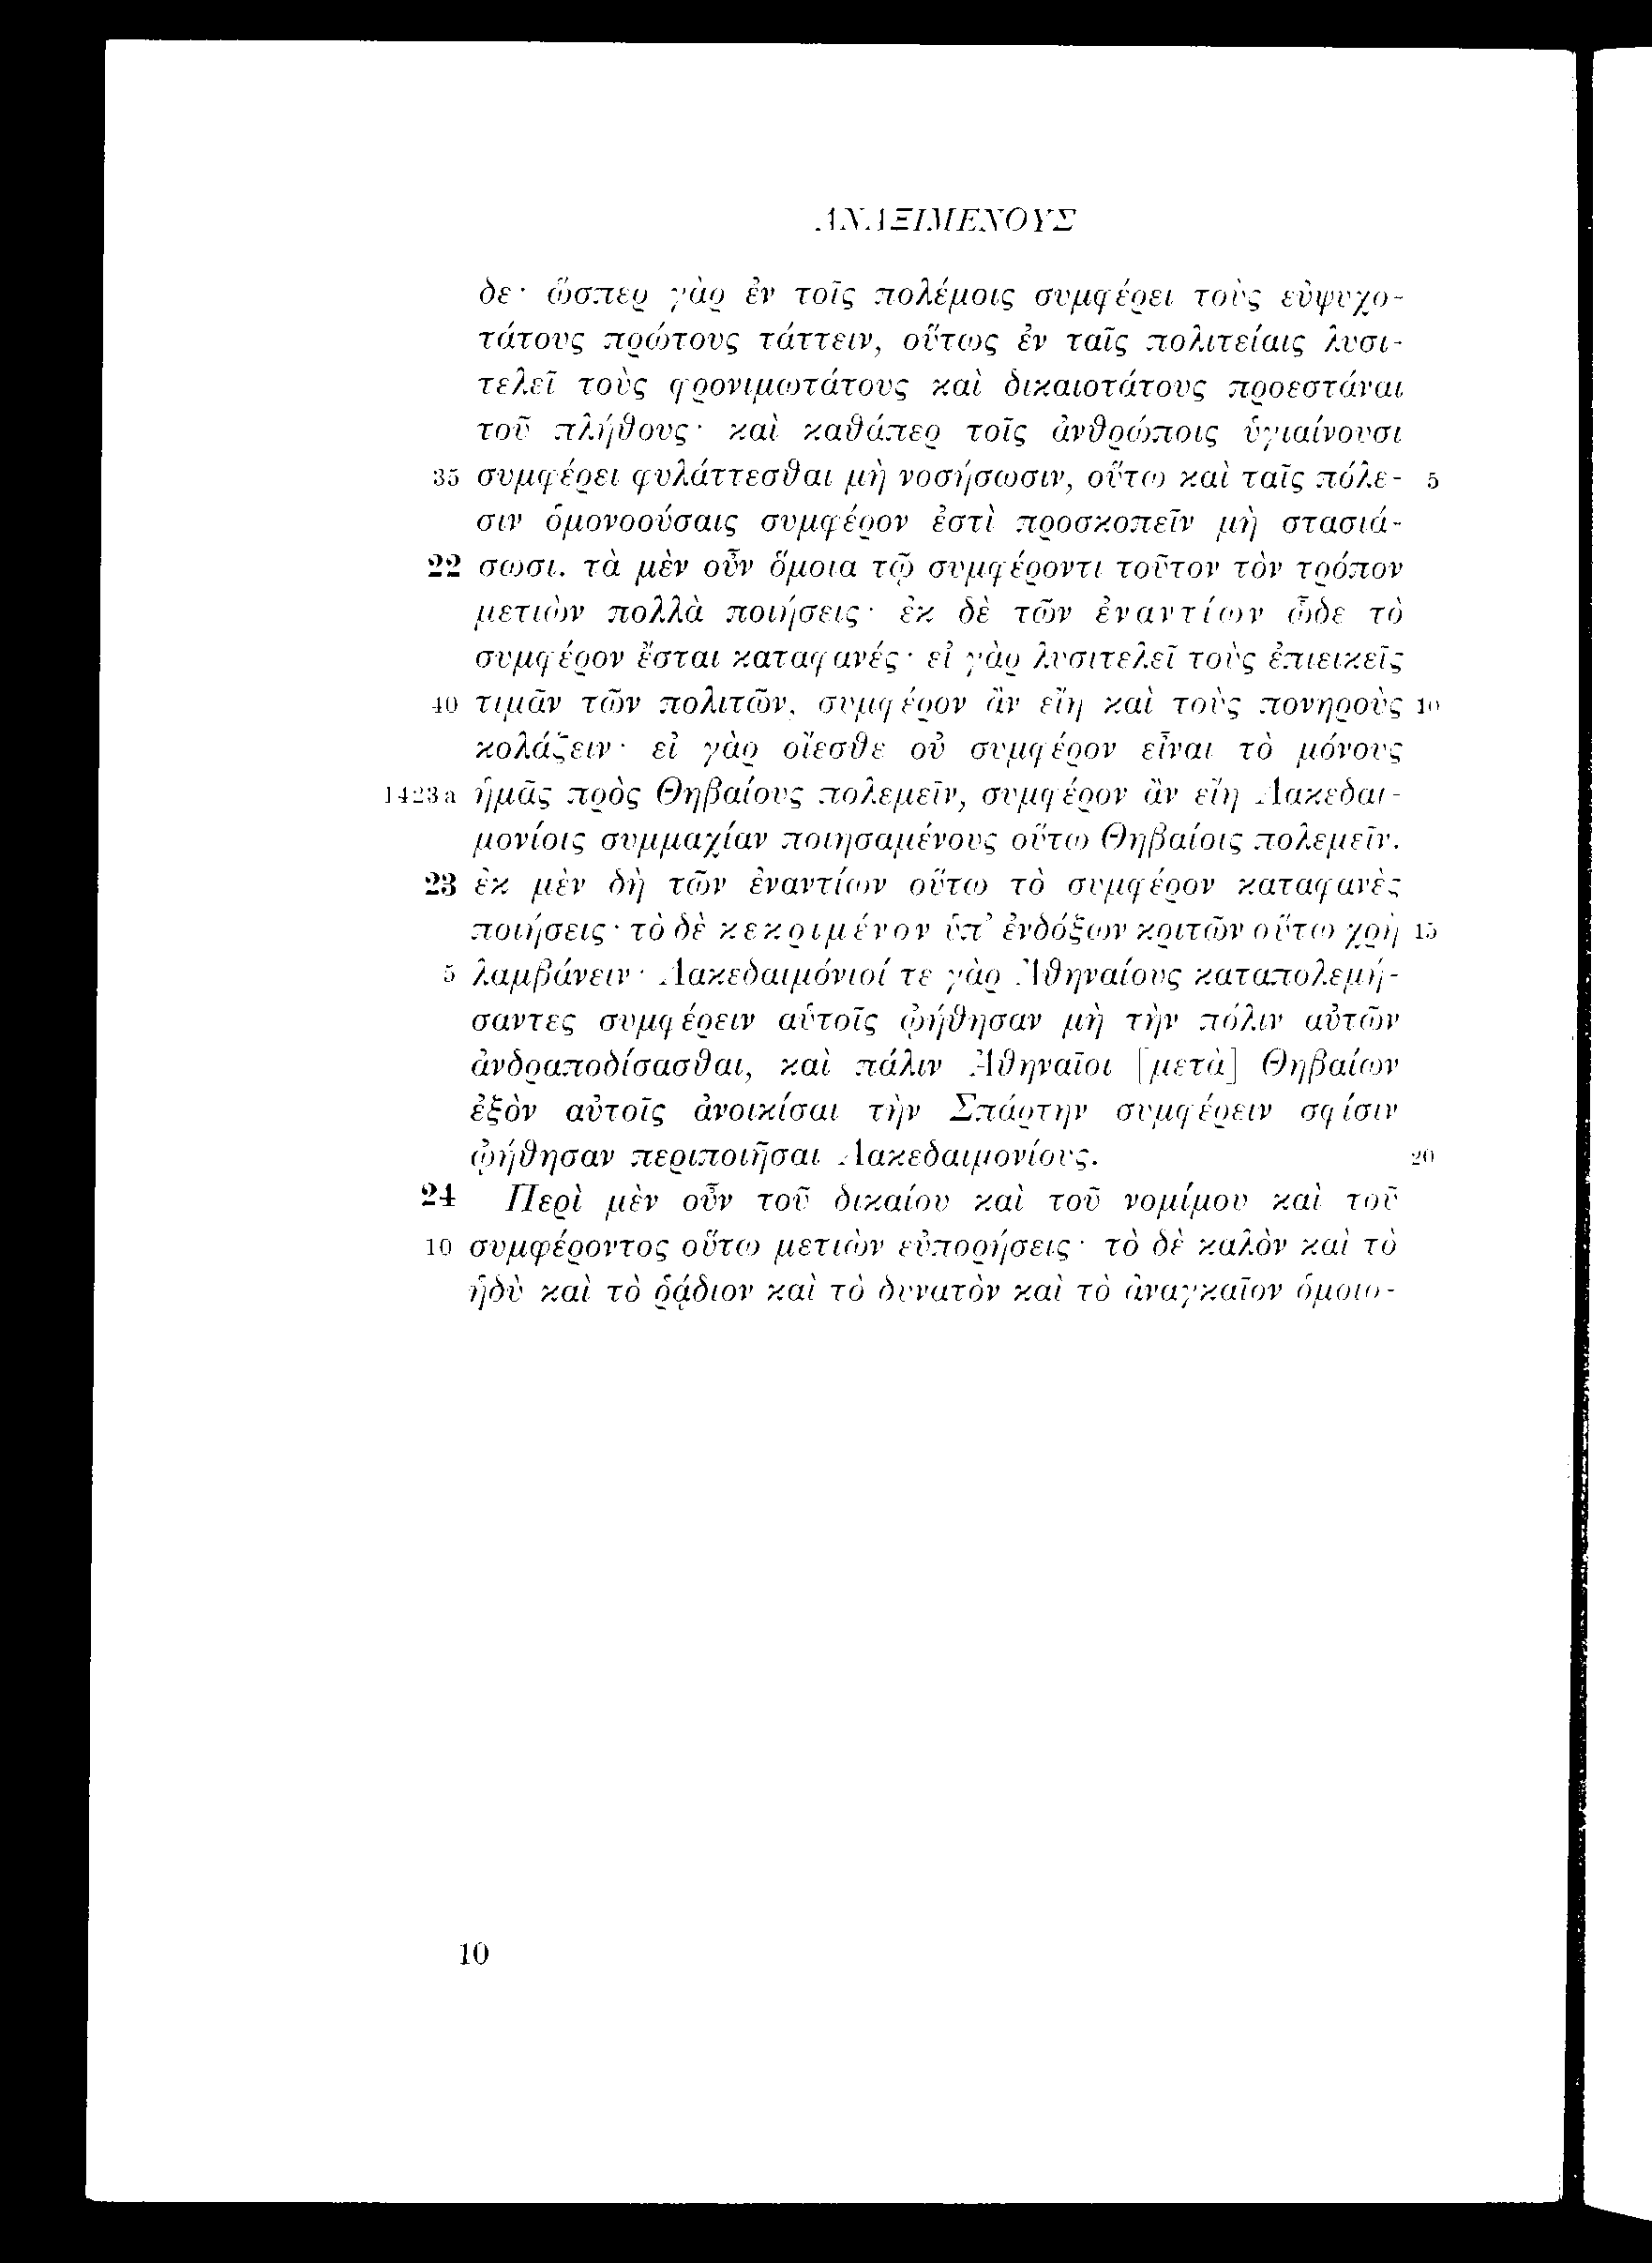 ΑΝΑΞΙΜΕΝΟΥΣ
δε· ὥσπερ γὰρ ἐν τοῖς πολέμοις συμφέρει τοὺς εὐψυχο-
τάτους πρώτους τάττειν, οὕτως ἐν ταῖς πολιτείαις λυσι-
τελεῖ τοὺς φρονιμωτάτους καὶ δικαιοτάτους προεστάναι
τοῦ πλήθους· καὶ καθάπερ τοῖς ἀνθρώποις ὑγιαίνουσι
35 συμφέρει φυλάττεσθαι μὴ νοσήσωσιν, οὕτω καὶ ταῖς πόλε- 5
σιν ὁμονοούσαις συμφέρον ἐστὶ προσκοπεῖν μὴ στασιά-
22 σωσι. τὰ μὲν οὖν ὅμοια τῷ συμφέροντι τοῦτον τὸν τρόπον
μετιὼν πολλὰ ποιήσεις· ἐκ δὲ τῶν ἐναντίων ὧδε τὸ
συμφέρον ἔσται καταφανές· εἰ γὰρ λυσιτελεῖ τοὺς ἐπιεικεῖς
40 τιμᾶν τῶν πολιτῶν, συμφέρον ἂν εἴη καὶ τοὺς πονηροὺς 10
κολάζειν· εἰ γὰρ οἴεσθε οὐ συμφέρον εἶναι τὸ μόνους
1423a ἡμᾶς πρὸς Θηβαίους πολεμεῖν, συμφέρον ἂν εἴη Λακεδαι-
μονίοις συμμαχίαν ποιησαμένους οὕτω Θηβαίοις πολεμεῖν.
23 ἐκ μὲν δὴ τῶν ἐναντίων οὕτω τὸ συμφέρον καταφανὲς
ποιήσεις· τὸ δὲ κεκριμένον ὑπ’ ἐνδόξων κριτῶν οὕτω χρὴ 15
5 λαμβάνειν· Λακεδαιμόνιοί τε γὰρ Ἀθηναίους καταπολεμή-
σαντες συμφέρειν αὑτοῖς ᾠήθησαν μὴ τὴν πόλιν αὐτῶν
ἀνδραποδίσασθαι, καὶ πάλιν Ἀθηναῖοι [μετὰ] Θηβαίων
ἐξὸν αὐτοῖς ἀνοικίσαι τὴν Σπάρτην συμφέρειν σφίσιν
ᾠήθησαν περιποιῆσαι Λακεδαιμονίους. 20
24 Περὶ μὲν οὖν τοῦ δικαίου καὶ τοῦ νομίμου καὶ τοῦ
10 συμφέροντος οὕτω μετιὼν εὐπορήσεις· τὸ δὲ καλὸν καὶ τὸ
ἡδὺ καὶ τὸ ῥᾴδιον καὶ τὸ δυνατὸν καὶ τὸ ἀναγκαῖον ὁμοιο-
10